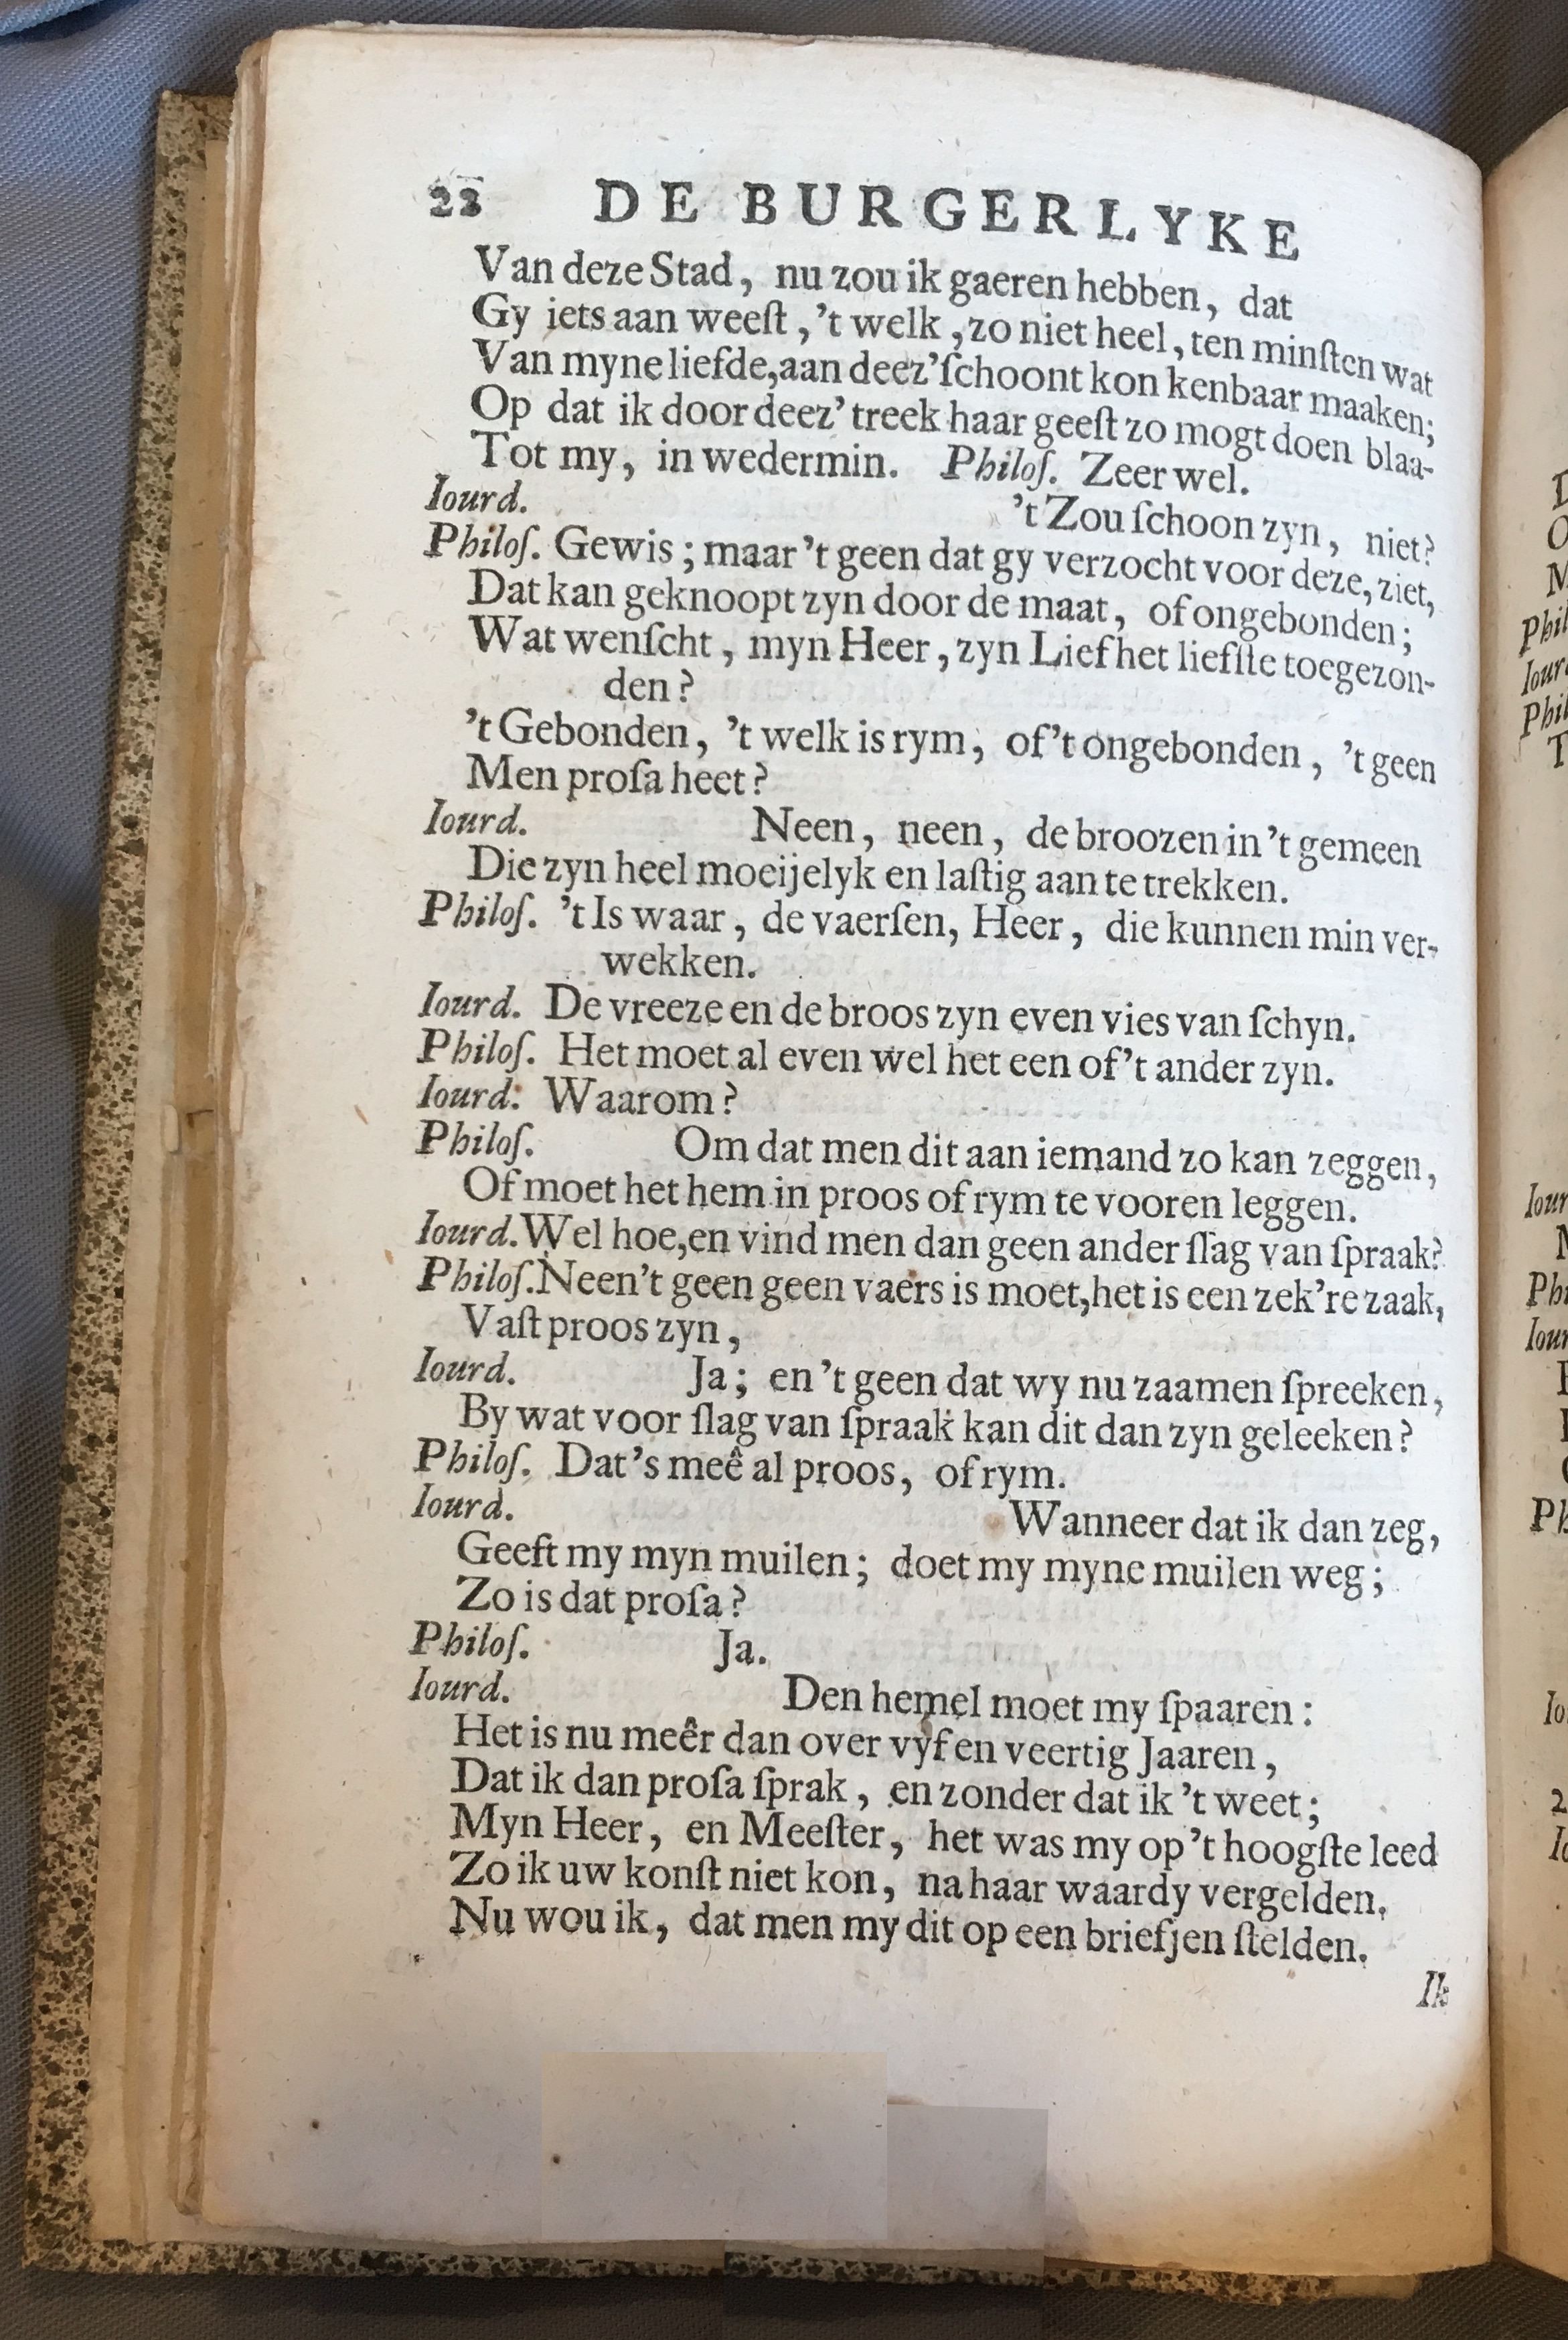 22 DE BURGERLYKE
Van deze Stad, nu zou ik gaeren hebben, dat
Gy iets aan weeſt, 't welk, zo niet heel, ten minſten wat
Van myne liefde, aan deez' ſchoont kon kenbaar maaken;
Op dat ik door deez' treek haar geeſt zo mogt doen blaa-
Tot my, in wedermin. Philoſ. Zeer wel.
Iourd. 't Zou ſchoon zyn, niet?
Philoſ. Gewis; maar 't geen dat gy verzocht voor deze, ziet,
Dat kan geknoopt zyn door de maat, of ongebonden;
Wat wenſcht, myn Heer, zyn Lief het liefſte toegezon-
den?
't Gebonden, 't welk is rym, of 't ongebonden, 't geen
Men proſa heet?
Iourd. Neen, neen, de broozen in 't gemeen
Die zyn heel moeijelyk en laſtig aan te trekken.
Philoſ. 't Is waar, de vaerſen, Heer, die kunnen min ver-
wekken.
Iourd. De vreeze en de broos zyn even vies van ſchyn.
Philoſ. Het moet al even wel het een of 't ander zyn.
Iourd: Waarom?
Philoſ. Om dat men dit aan iemand zo kan zeggen,
Of moet het hem in proos of rym te vooren leggen.
Iourd. Wel hoe, en vind men dan geen ander ſlag van ſpraak?
Philoſ. Neen 't geen geen vaers is moet, het is een zek're zaak,
Vaſt proos zyn,
Iourd. Ja; en 't geen dat wy nu zaamen ſpreeken,
By wat voor ſlag van ſpraak kan dit dan zyn geleeken?
Philoſ. Dat's meê al proos, of rym.
Iourd. Wanneer dat ik dan zeg,
Geeft my myn muilen; doet my myne muilen weg;
Zo is dat proſa?
Philoſ. Ja.
Iourd. Den hemel moet my ſpaaren:
Het is nu meêr dan over vyf en veertig Jaaren,
Dat ik dan proſa ſprak, en zonder dat ik 't weet;
Myn Heer, en Meeſter, het was my op 't hoogſte leed
Zo ik uw konſt niet kon, na haar waardy vergelden.
Nu wou ik, dat men my dit op een briefjen ſtelden.
Ik